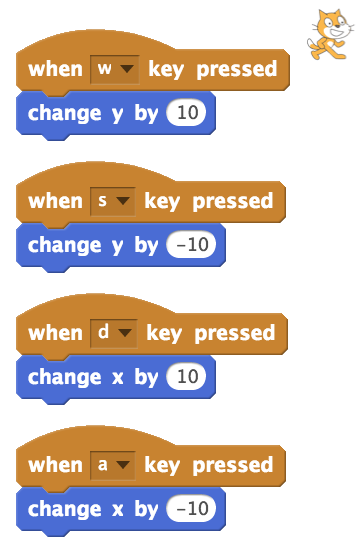 when w key pressed
change y by 10
when s key pressed
change y by -10
when d key pressed
change x by 10
when a key pressed
change x by -10